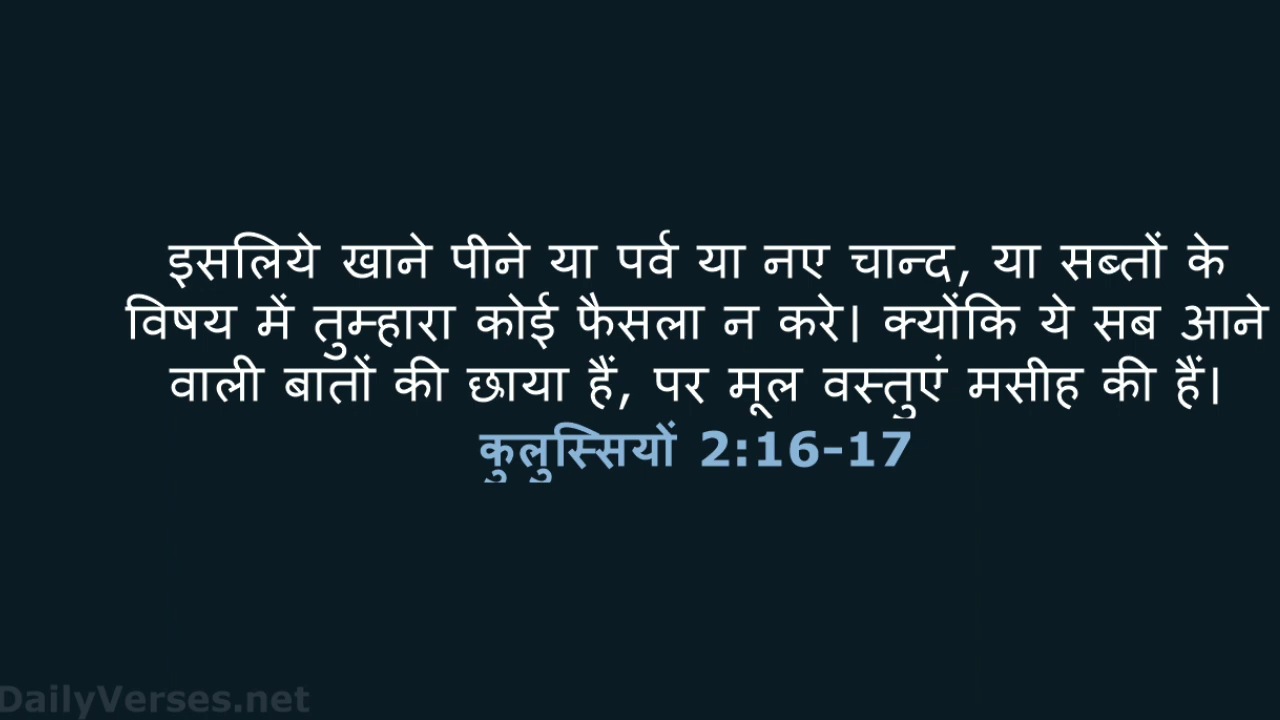 इसलिये खाने पीने या पर्व या नए चान्द, या सब्तों के
विषय में तुम्हारा कोई फैसला न करे। क्योंकि ये सब आने
वाली बातों की छाया हैं, पर मूल वस्तुएं मसीह की हैं।
कुलुस्सियों 2:16-17
DailyVerses.net